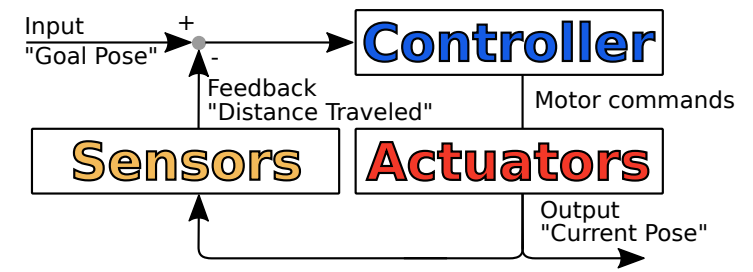 Input
"Goal Pose"
+
-
Controller
Feedback
"Distance Traveled"
Motor commands
Sensors
Actuators
Output
"Current Pose"